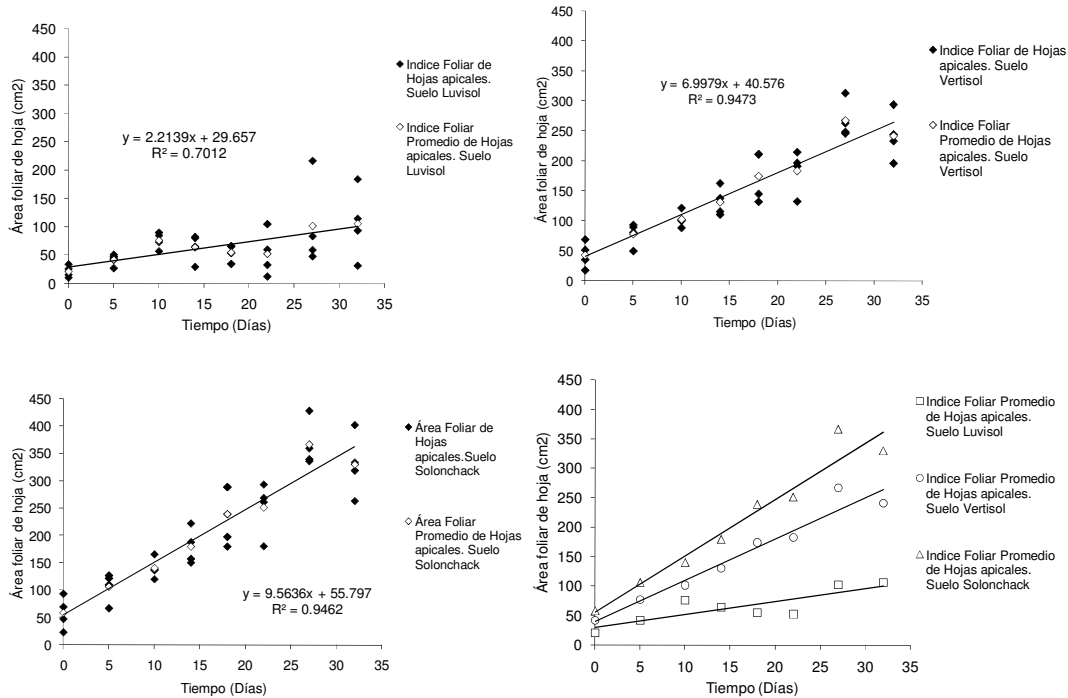 450
400
350
300
250
200
150
100
50
0
Área foliar de hoja (cm2)
0 5 10 15 20 25 30 35
Tiempo (Días)
y = 2.2139x + 29.657
R² = 0.7012
Indice Foliar de
Hojas apicales.
Suelo Luvisol
Indice Foliar
Promedio de Hojas
apicales. Suelo
Luvisol
450
400
350
300
250
200
150
100
50
0
Área foliar de hoja (cm2)
0 5 10 15 20 25 30 35
Tiempo (Días)
y = 6.9979x + 40.576
R² = 0.9473
Indice Foliar de Hojas
apicales. Suelo
Vertisol
Indice Foliar
Promedio de Hojas
apicales. Suelo
Vertisol
450
400
350
300
250
200
150
100
50
0
Área foliar de hoja (cm2)
0 5 10 15 20 25 30 35
Tiempo (Días)
y = 9.5636x + 55.797
R² = 0.9462
Área Foliar de
Hojas
apicales.Suelo
Solonchack
Área Foliar
Promedio de Hojas
apicales. Suelo
Solonchack
450
400
350
300
250
200
150
100
50
0
Área foliar de hoja (cm2)
0 5 10 15 20 25 30 35
Tiempo (Días)
Indice Foliar Promedio
de Hojas apicales.
Suelo Luvisol
Indice Foliar Promedio
de Hojas apicales.
Suelo Vertisol
Indice Foliar Promedio
de Hojas apicales.
Suelo Solonchack